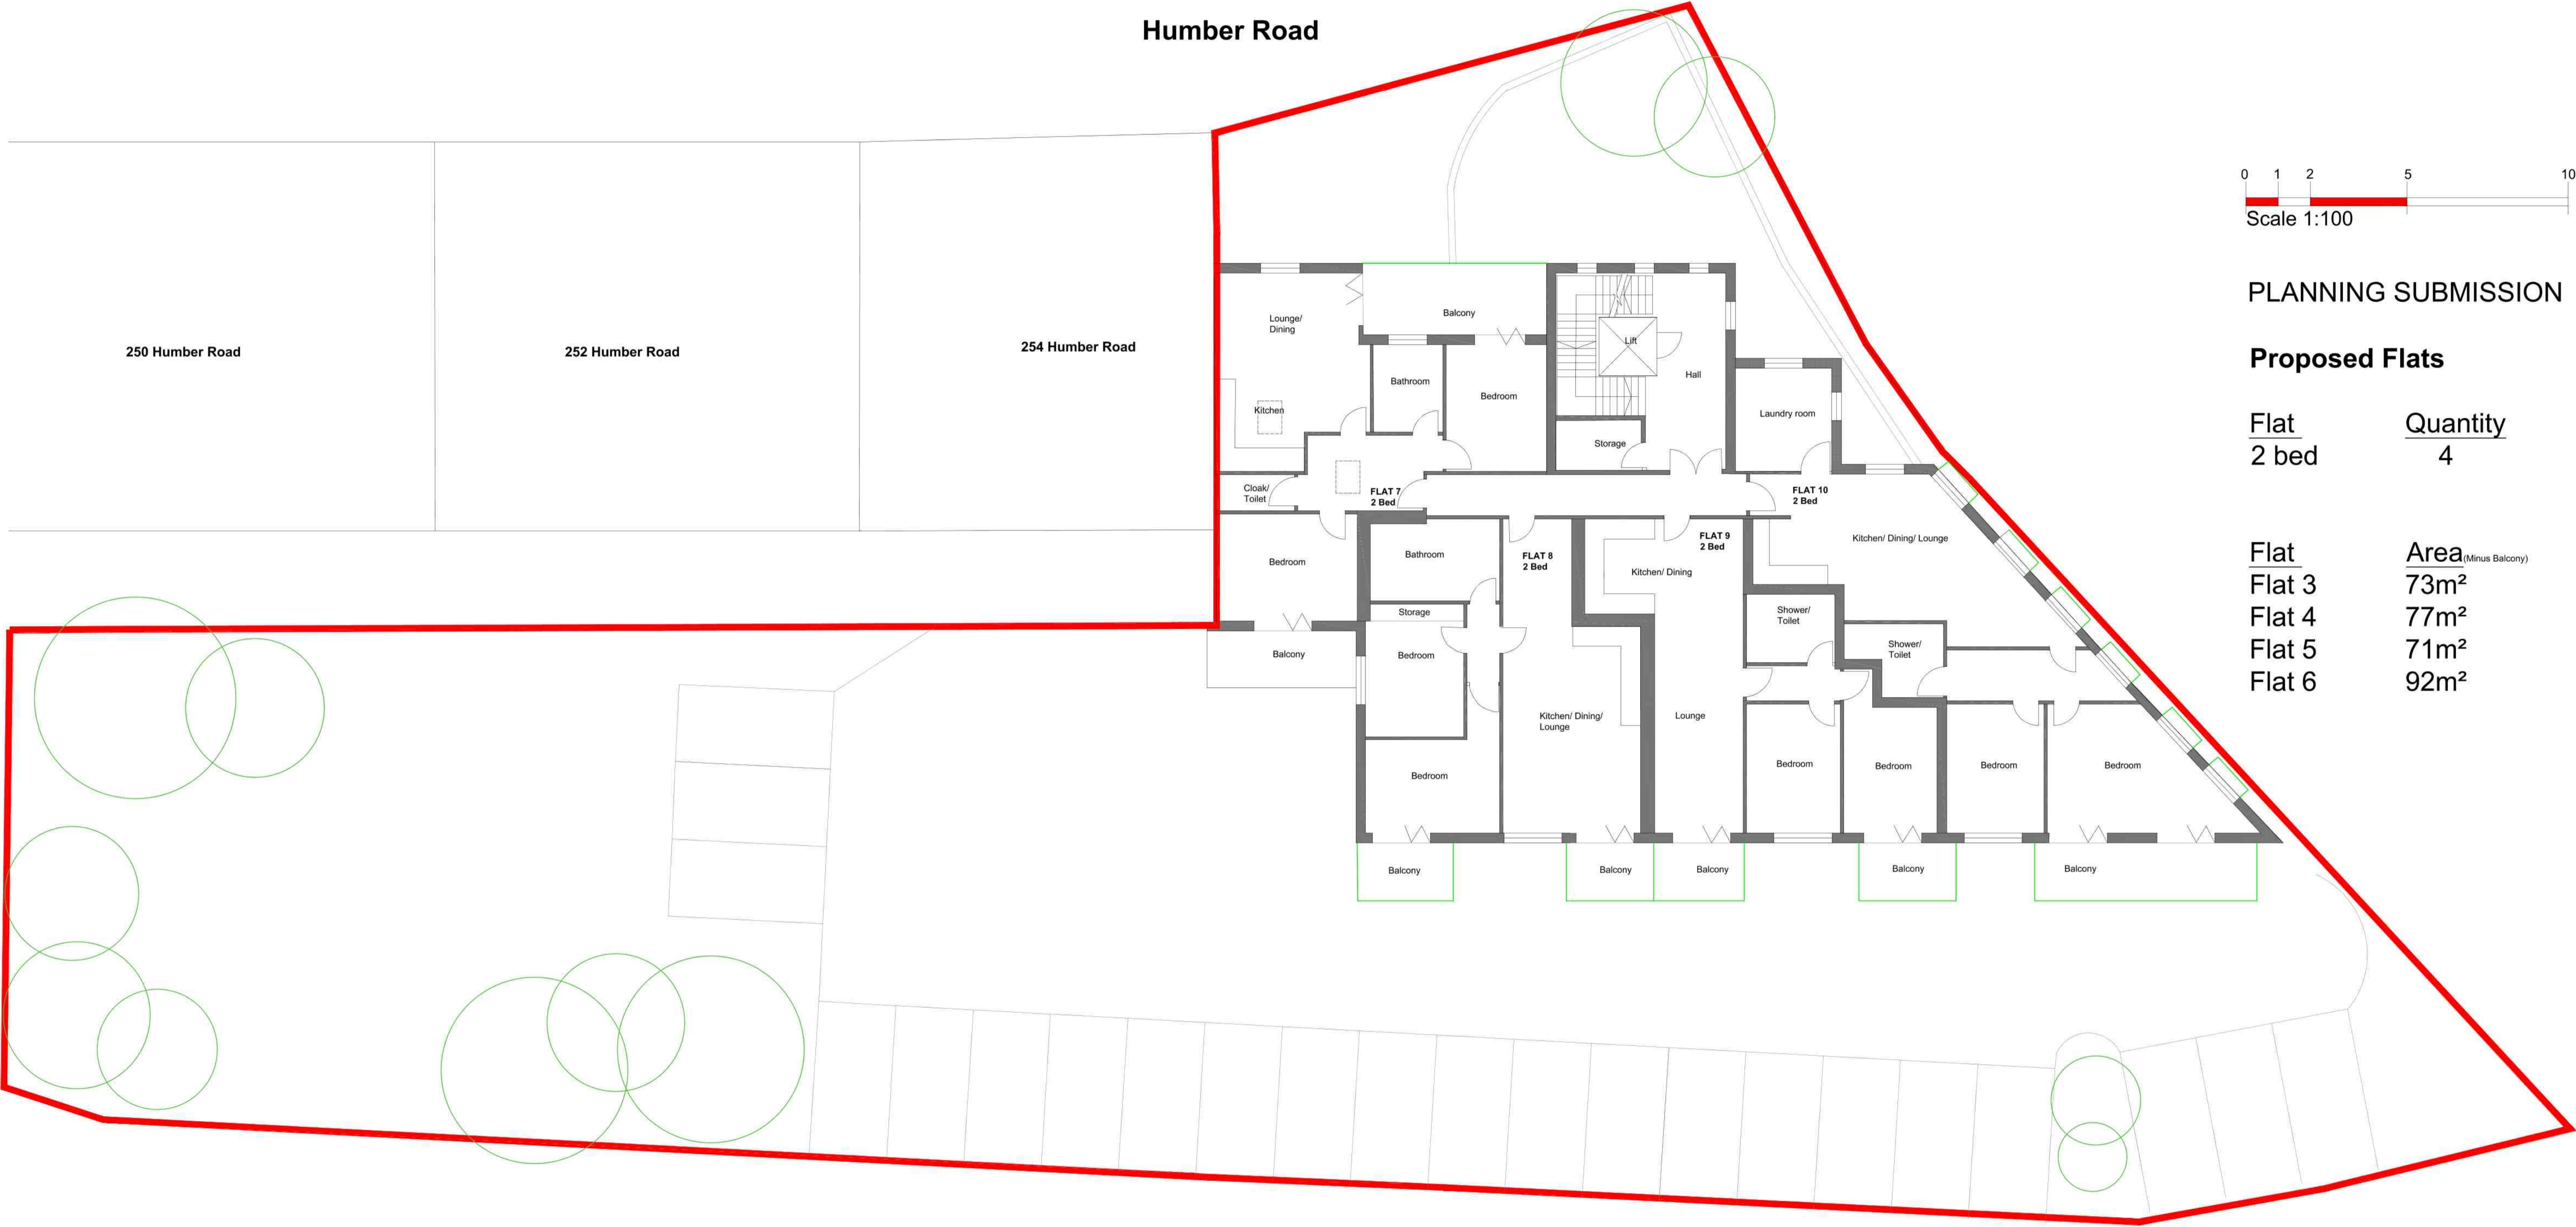 Humber Road
0 1 2 5 10
Scale 1:100
PLANNING SUBMISSION
Proposed Flats
Flat Quantity
2 bed 4
Flat Area(Minus Balcony)
Flat 3 73m²
Flat 4 77m²
Flat 5 71m²
Flat 6 92m²
250 Humber Road
252 Humber Road
254 Humber Road
Lounge/
Dining
Balcony
Lift
Hall
Bathroom
Bedroom
Kitchen
Laundry room
Storage
Cloak/
Toilet
FLAT 7
2 Bed
FLAT 10
2 Bed
Kitchen/ Dining/ Lounge
Bedroom
Bathroom
FLAT 8
2 Bed
FLAT 9
2 Bed
Kitchen/ Dining
Storage
Shower/
Toilet
Shower/
Toilet
Balcony
Bedroom
Kitchen/ Dining/
Lounge
Lounge
Bedroom
Bedroom
Bedroom
Bedroom
Bedroom
Balcony
Balcony
Balcony
Balcony
Balcony